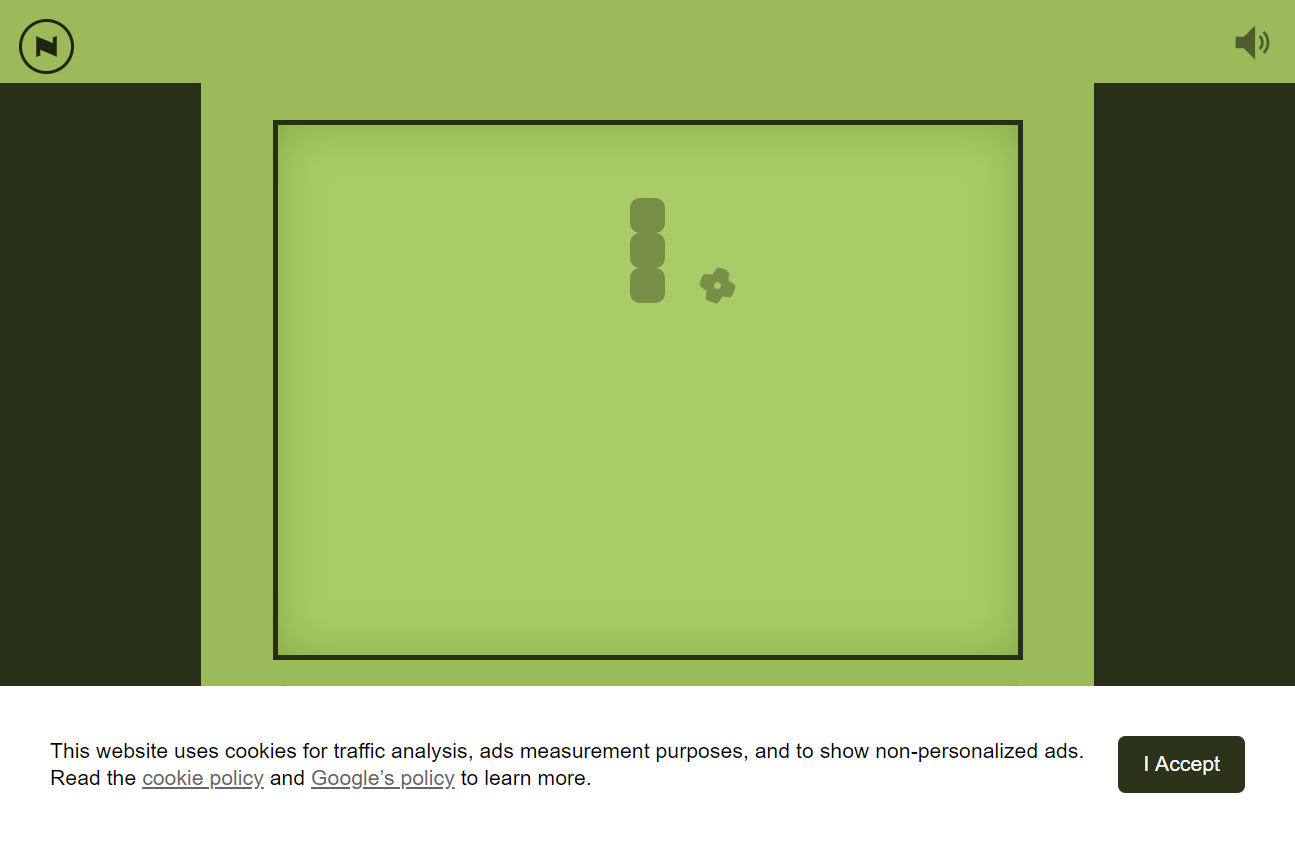 This website uses cookies for traffic analysis, ads measurement purposes, and to show non-personalized ads.
Read the cookie policy and Google’s policy to learn more.
I Accept